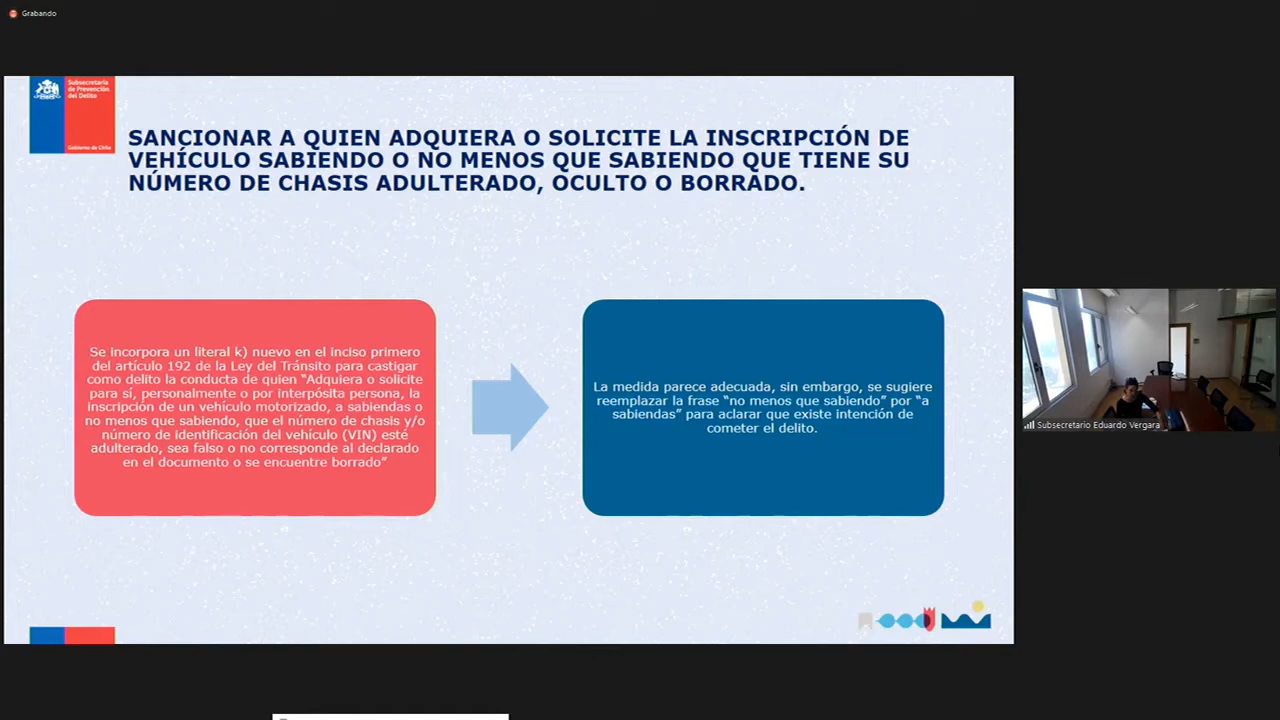 Grabando
Subsecretaría
de Prevención
del Delito
Gobierno de Chile
SANCIONAR A QUIEN ADQUIERA O SOLICITE LA INSCRIPCIÓN DE
VEHÍCULO SABIENDO O NO MENOS QUE SABIENDO QUE TIENE SU
NÚMERO DE CHASIS ADULTERADO, OCULTO O BORRADO.
Se incorpora un literal k) nuevo en el inciso primero
del artículo 192 de la Ley del Tránsito para castigar
como delito la conducta de quien “Adquiera o solicite
para sí, personalmente o por interpósita persona, la
inscripción de un vehículo motorizado, a sabiendas o
no menos que sabiendo, que el número de chasis y/o
número de identificación del vehículo (VIN) esté
adulterado, sea falso o no corresponde al declarado
en el documento o se encuentre borrado”
La medida parece adecuada, sin embargo, se sugiere
reemplazar la frase “no menos que sabiendo” por “a
sabiendas” para aclarar que existe intención de
cometer el delito.
Subsecretario Eduardo Vergara